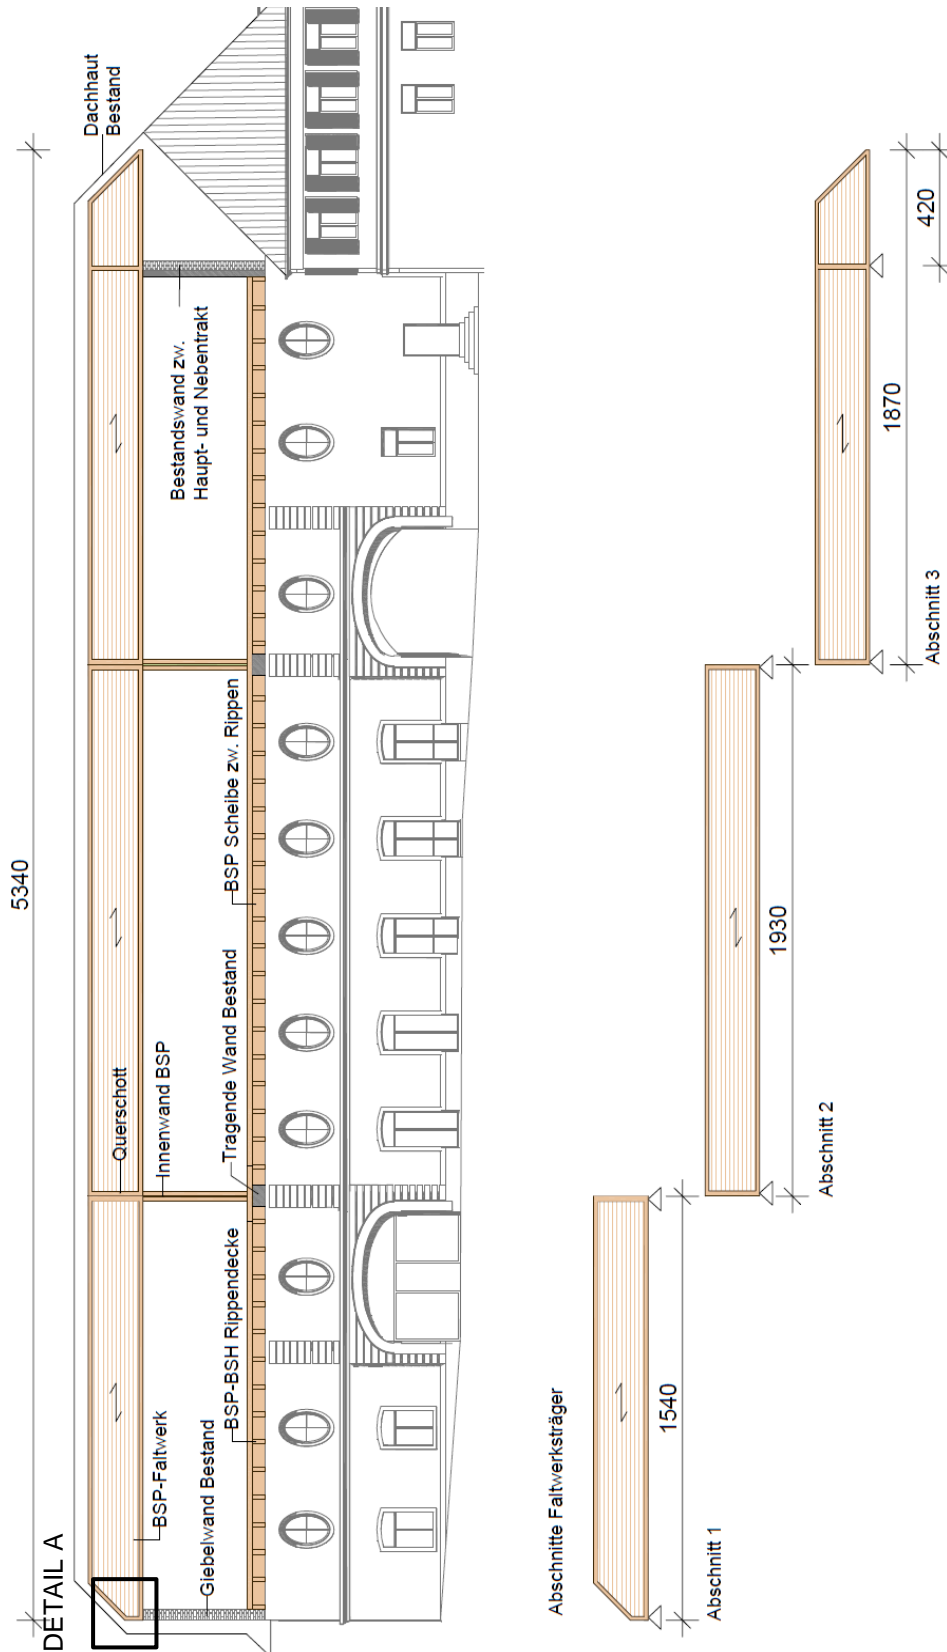 5340
DETAIL A
Dachhaut
Bestand
Querschott
BSP-Faltwerk
Innenwand BSP
Bestandswand zw.
Haupt- und Nebentrakt
Giebelwand Bestand
BSP-BSH Rippendecke
Tragende Wand Bestand
BSP Scheibe zw. Rippen
Abschnitte Faltwerksträger
1540
Abschnitt 1
1930
Abschnitt 2
420
1870
Abschnitt 3